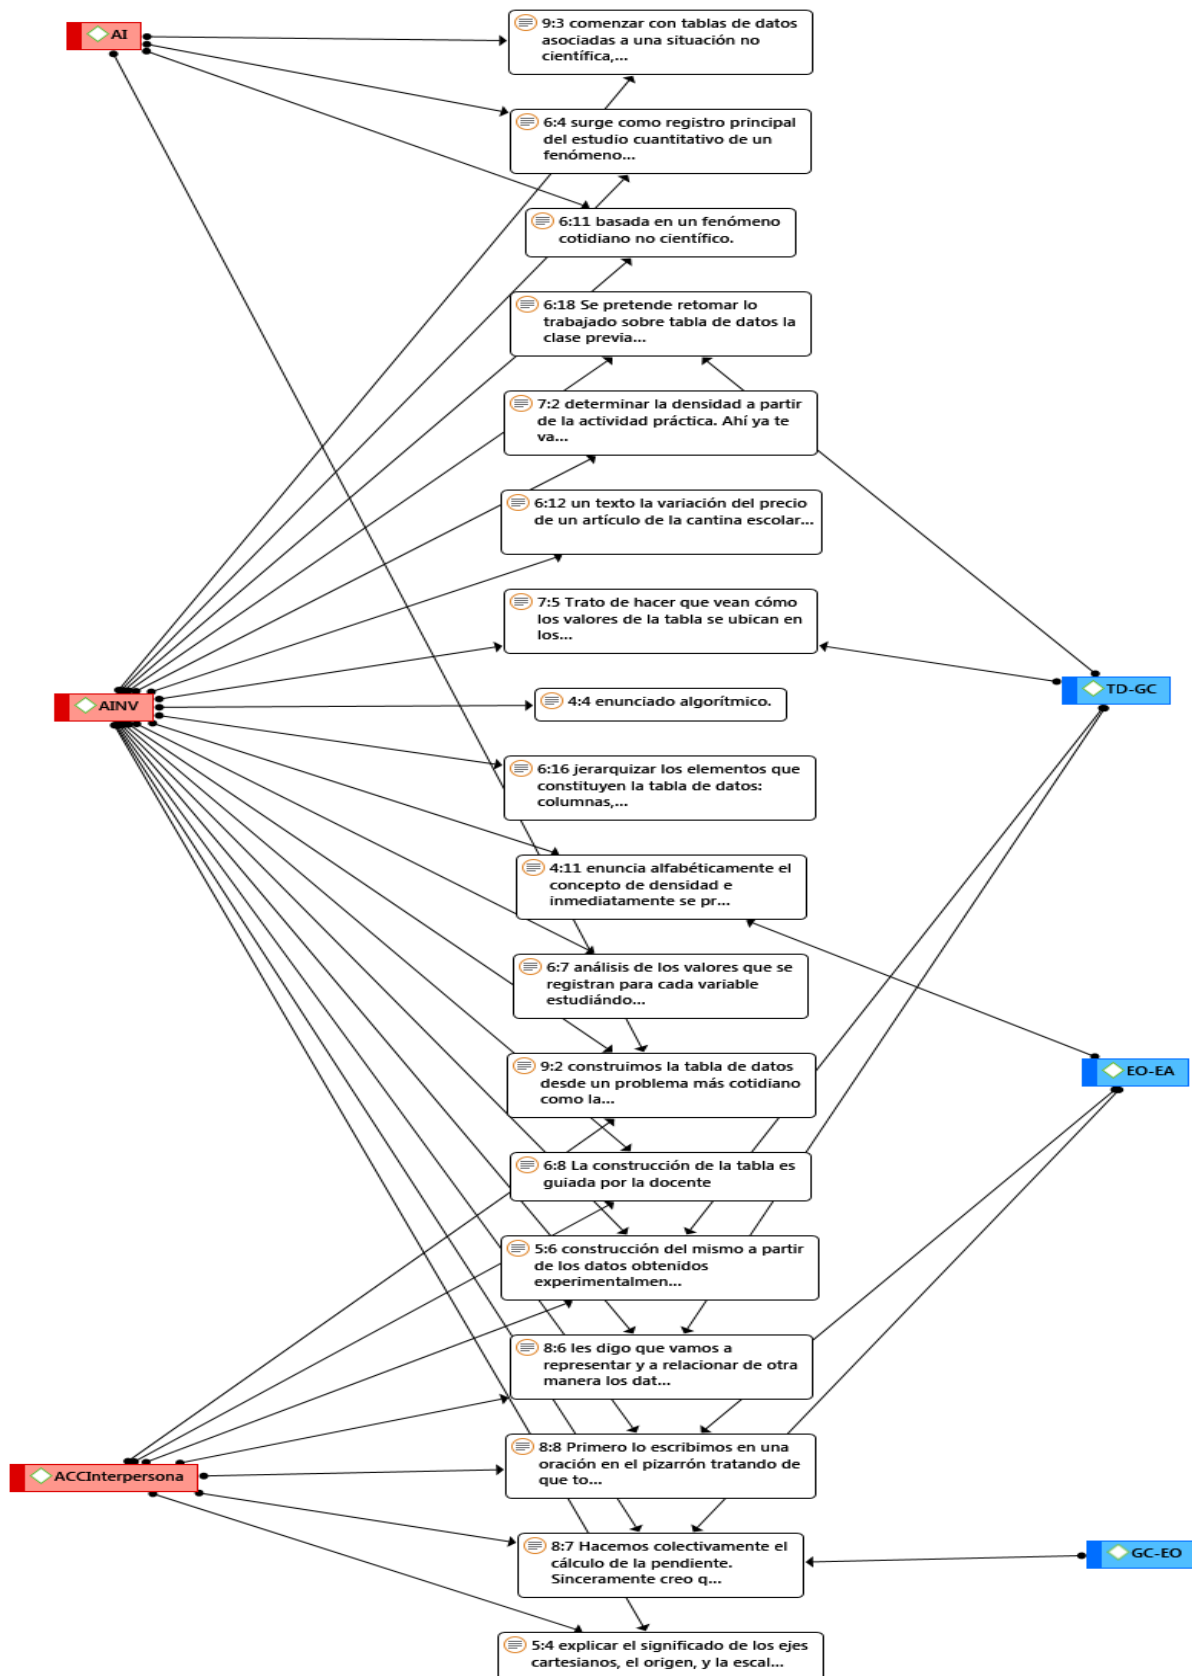 AI
9:3 comenzar con tablas de datos
asociadas a una situación no
científica,...
6:4 surge como registro principal
del estudio cuantitativo de un
fenómeno...
6:11 basada en un fenómeno
cotidiano no científico.
6:18 Se pretende retomar lo
trabajado sobre tabla de datos la
clase previa...
7:2 determinar la densidad a partir
de la actividad práctica. Ahí ya te
va...
6:12 un texto la variación del precio
de un artículo de la cantina escolar...
7:5 Trato de hacer que vean cómo
los valores de la tabla se ubican en
los...
TD-GC
AINV
4:4 enunciado algorítmico.
6:16 jerarquizar los elementos que
constituyen la tabla de datos:
columnas,...
4:11 enuncia alfabéticamente el
concepto de densidad e
inmediatamente se pr...
6:7 análisis de los valores que se
registran para cada variable
estudiándo...
9:2 construimos la tabla de datos
desde un problema más cotidiano
como la...
EO-EA
6:8 La construcción de la tabla es
guiada por la docente
5:6 construcción del mismo a partir
de los datos obtenidos
experimentalmen...
8:6 les digo que vamos a
representar y a relacionar de otra
manera los dat...
8:8 Primero lo escribimos en una
oración en el pizarrón tratando de
que to...
ACCInterpersona
8:7 Hacemos colectivamente el
cálculo de la pendiente.
Sinceramente creo q...
GC-EO
5:4 explicar el significado de los ejes
cartesianos, el origen, y la escal...